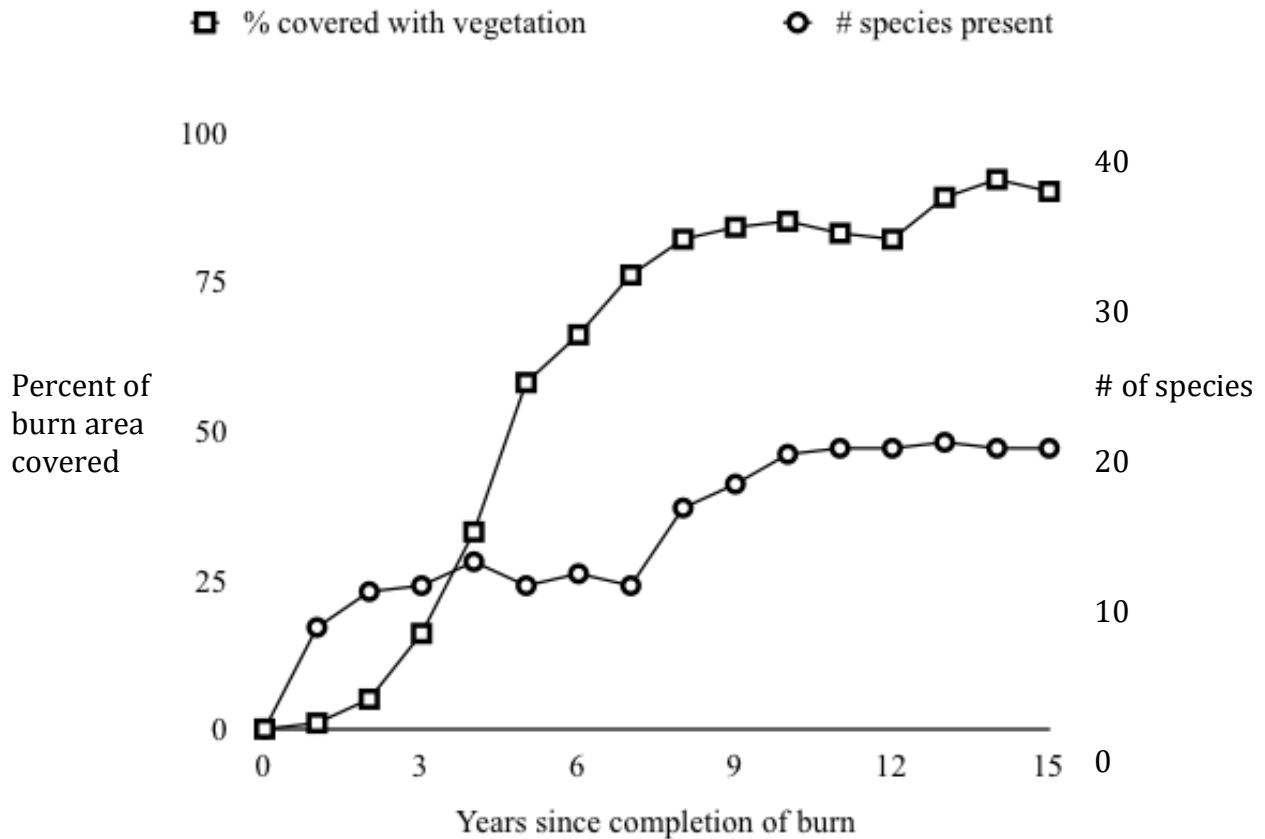 % covered with vegetation # species present
100
40
75
30
Percent of
burn area
covered
# of species
50
20
25
10
0
0 3 6 9 12 15
0
Years since completion of burn